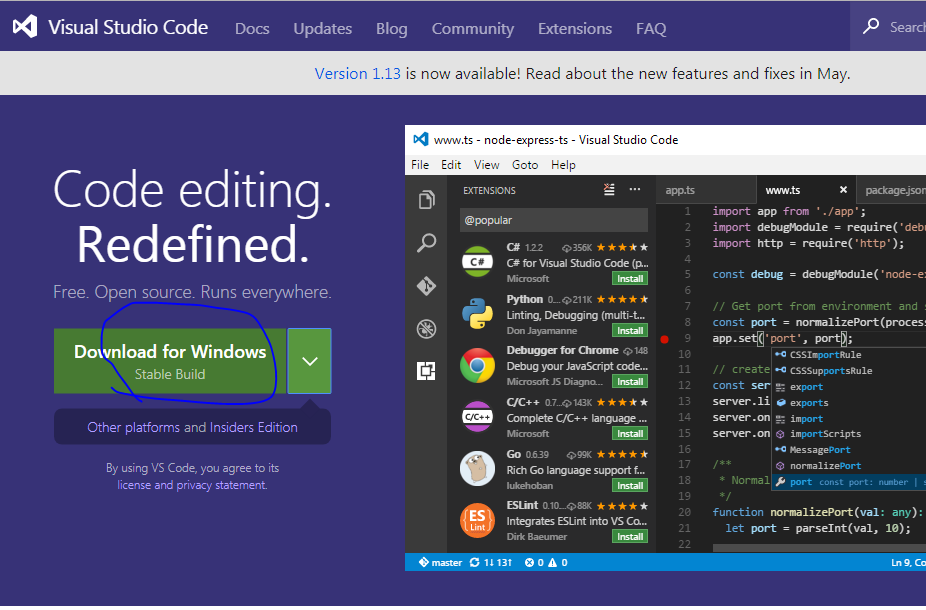 Visual Studio Code Docs Updates Blog Community Extensions FAQ Search
Version 1.13 is now available! Read about the new features and fixes in May.
Code editing.
Redefined.
Free. Open source. Runs everywhere.
Download for Windows
Stable Build
Other platforms and Insiders Edition
By using VS Code, you agree to its
license and privacy statement.
www.ts - node-express-ts - Visual Studio Code
File Edit View Goto Help
EXTENSIONS
@popular
C# 1.2.2 356K
C# for Visual Studio Code (p...
Microsoft Install
Python 0... 211K
Linting, Debugging (multi-t...
Don Jayamanne Install
Debugger for Chrome 148
Debug your JavaScript code...
Microsoft JS Diagno... Install
C/C++ 0.7... 143K
Complete C/C++ language ...
Microsoft Install
Go 0.6.39 99K
Rich Go language support f...
lukehoban Install
ESLint 0.10... 88K
Integrates ESLint into VS Co...
Dirk Baeumer Install
C#
C/C++
ES
Lint
app.ts www.ts package.json
1 import app from './app';
2 import debugModule = require('deb
3 import http = require('http');
4
5 const debug = debugModule('node-ex
6
7 // Get port from environment and s
8 const port = normalizePort(process
9 app.set('port', port);
10
11 // create
12 const ser
13 server.li
14 server.on
15 server.on
16
17 /**
18 * Normal
19 */
20 function normalizePort(val: any):
21 let port = parseInt(val, 10);
22
CSSImportRule
CSSSupportsRule
export
exports
import
importScripts
MessagePort
normalizePort
port const port: number |
master 1↓ 13↑ 0 0 Ln 9, Co